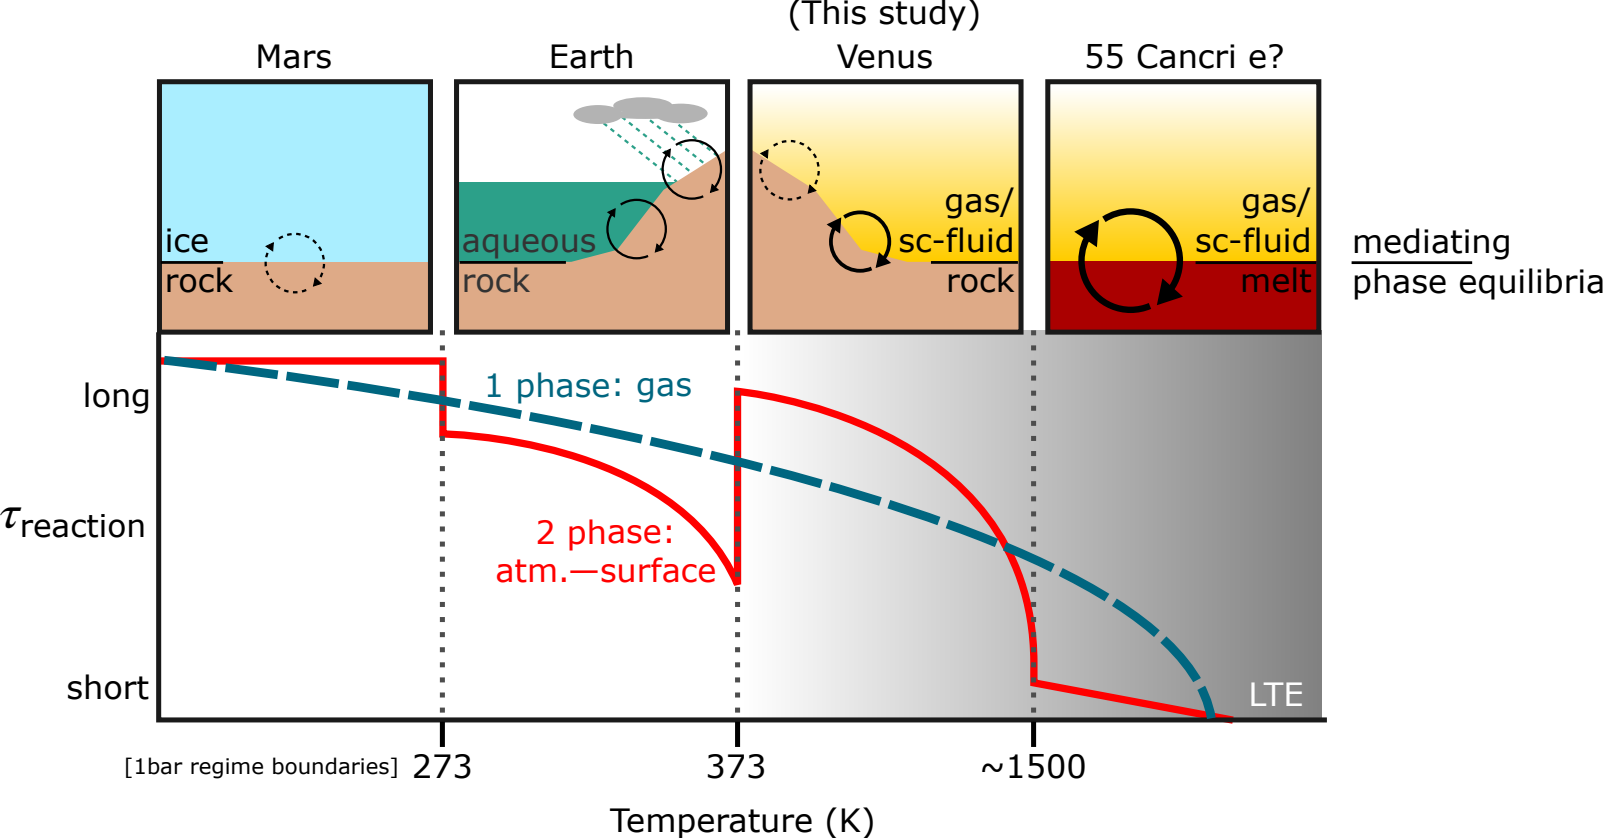 (This study)
Mars
Earth
Venus
55 Cancri e?
ice
rock
aqueous
rock
gas/
sc-fluid
rock
gas/
sc-fluid
melt
mediating
phase equilibria
long
τreaction
short
1 phase: gas
2 phase:
atm.—surface
LTE
[1bar regime boundaries]
273
373
~1500
Temperature (K)